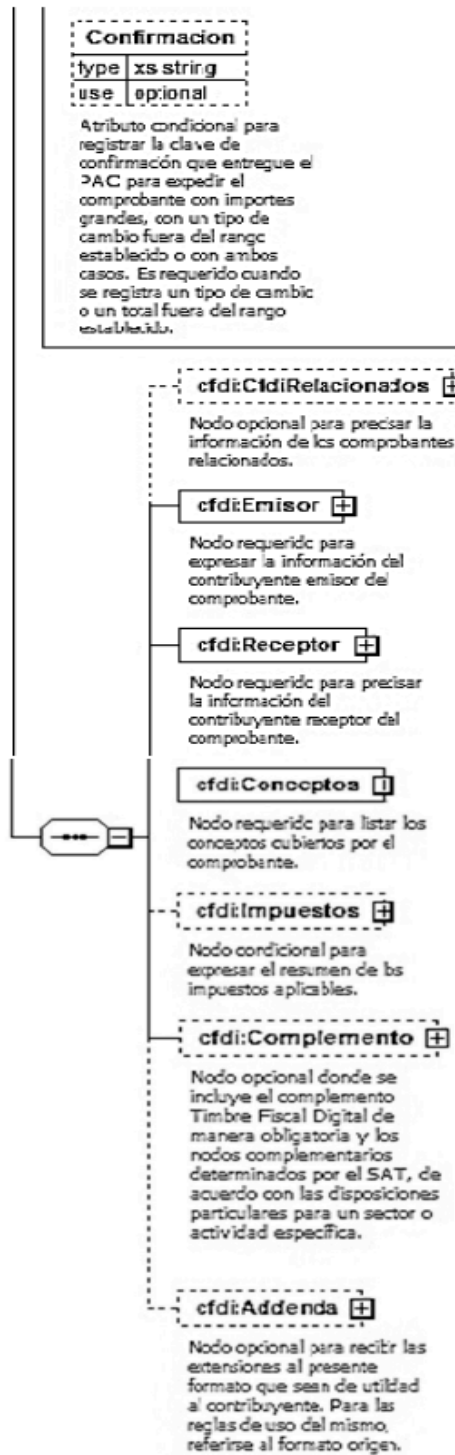 Confirmacion
type xs:string
use optional
Atributo condicional para
registrar la clave de
confirmación que entregue el
PAC para expedir el
comprobante con importes
grandes, con un tipo de
cambio fuera del rango
establecido o con ambos
casos. Es requerido cuando
se registra un tipo de cambio
o un total fuera del rango
establecido.
cfdi:CfdiRelacionados
Nodo opcional para precisar la
información de los comprobantes
relacionados.
cfdi:Emisor
Nodo requerido para
expresar la información del
contribuyente emisor del
comprobante.
cfdi:Receptor
Nodo requerido para precisar
la información del
contribuyente receptor del
comprobante.
cfdi:Conceptos
Nodo requerido para listar los
conceptos cubiertos por el
comprobante.
cfdi:Impuestos
Nodo condicional para
expresar el resumen de los
impuestos aplicables.
cfdi:Complemento
Nodo opcional donde se
incluye el complemento
Timbre Fiscal Digital de
manera obligatoria y los
nodos complementarios
determinados por el SAT, de
acuerdo con las disposiciones
particulares para un sector o
actividad específica.
cfdi:Addenda
Nodo opcional para recibir las
extensiones al presente
formato que sean de utilidad
al contribuyente. Para las
reglas de uso del mismo,
referirse al formato origen.